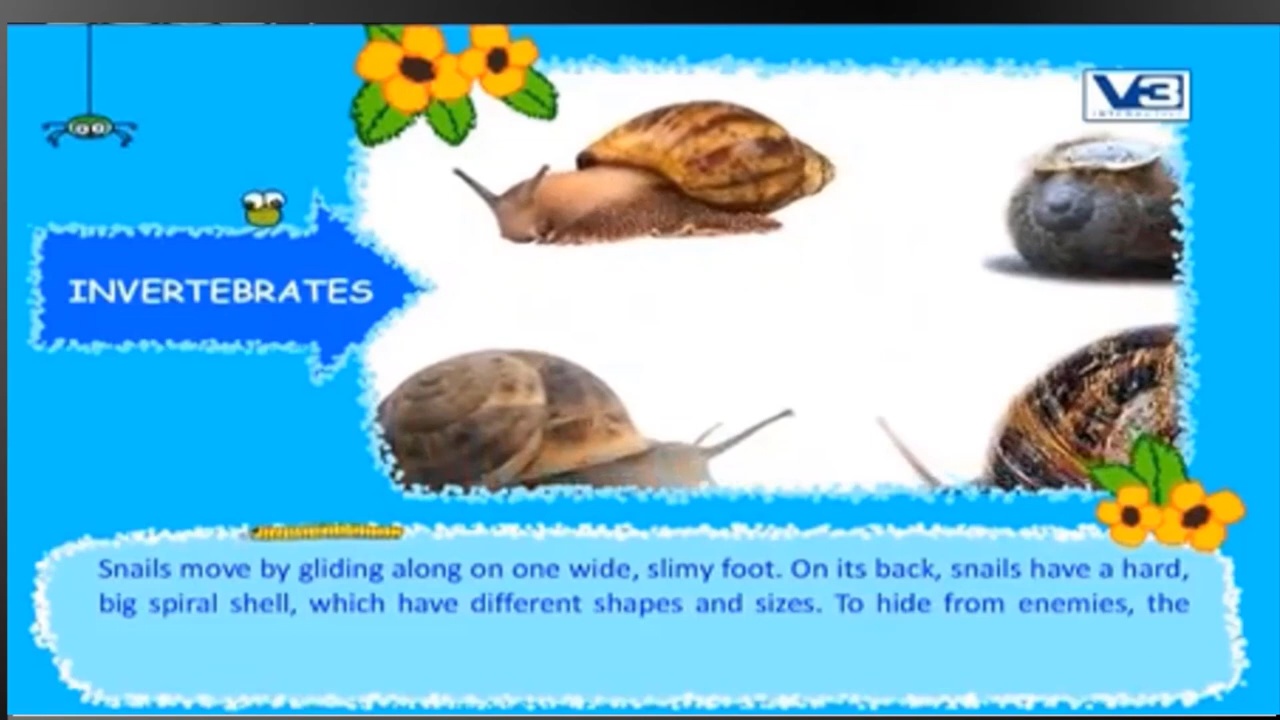 V3
INTERACTIVE
INVERTEBRATES
Snails move by gliding along on one wide, slimy foot. On its back, snails have a hard,
big spiral shell, which have different shapes and sizes. To hide from enemies, the